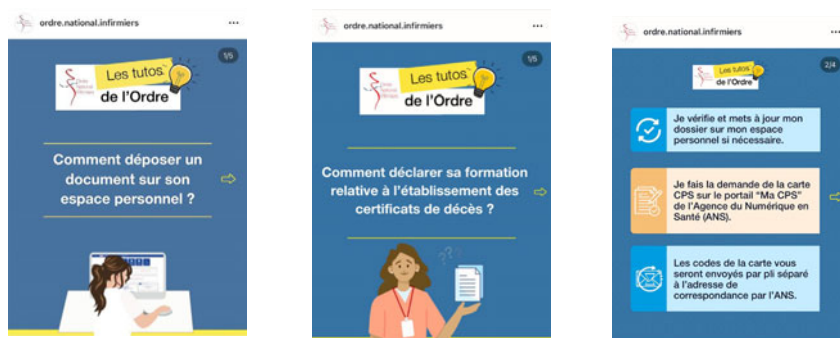 ordre.national.infirmiers
1/5
Les tutos
de l'Ordre
Comment déposer un
document sur son
espace personnel ?
ordre.national.infirmiers
1/5
Les tutos
de l'Ordre
Comment déclarer sa formation
relative à l'établissement des
certificats de décès ?
???
ordre.national.infirmiers
2/4
Les tutos
de l'Ordre
Je vérifie et mets à jour mon
dossier sur mon espace
personnel si nécessaire.
Je fais la demande de la carte
CPS sur le portail "Ma CPS"
de l'Agence du Numérique en
Santé (ANS).
Les codes de la carte vous
seront envoyés par pli séparé
à l'adresse de
correspondance par l'ANS.